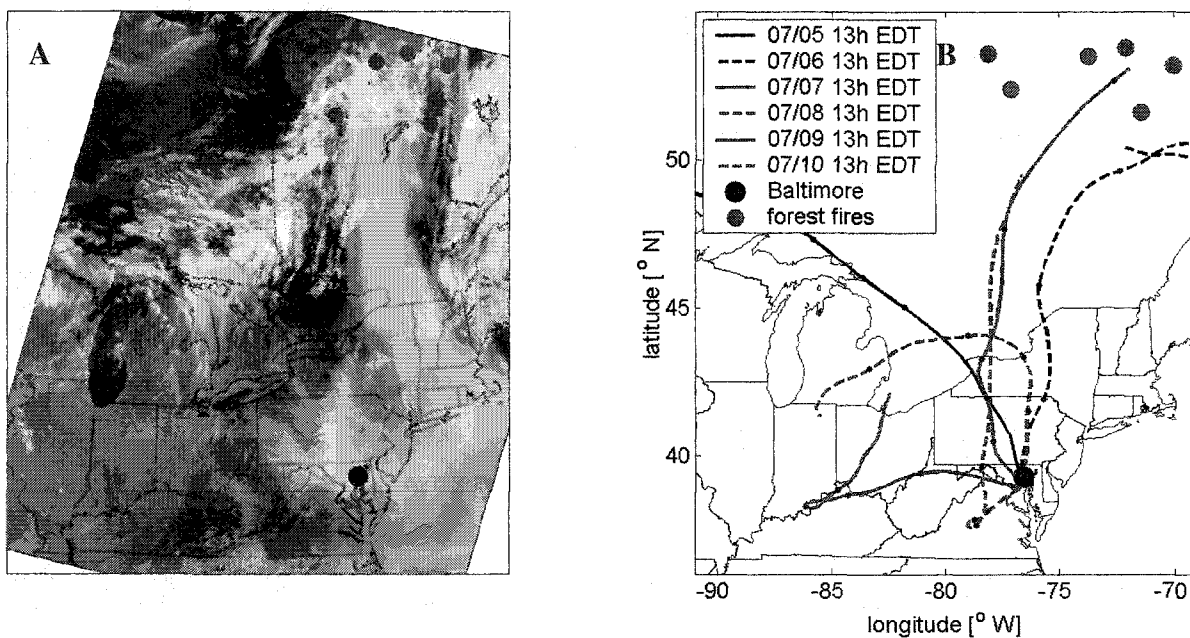 A
07/05 13h EDT
B
07/06 13h EDT
07/07 13h EDT
07/08 13h EDT
07/09 13h EDT
07/10 13h EDT
Baltimore
forest fires
50
45
40
latitude [° N]
-90
-85
-80
-75
-70
longitude [° W]